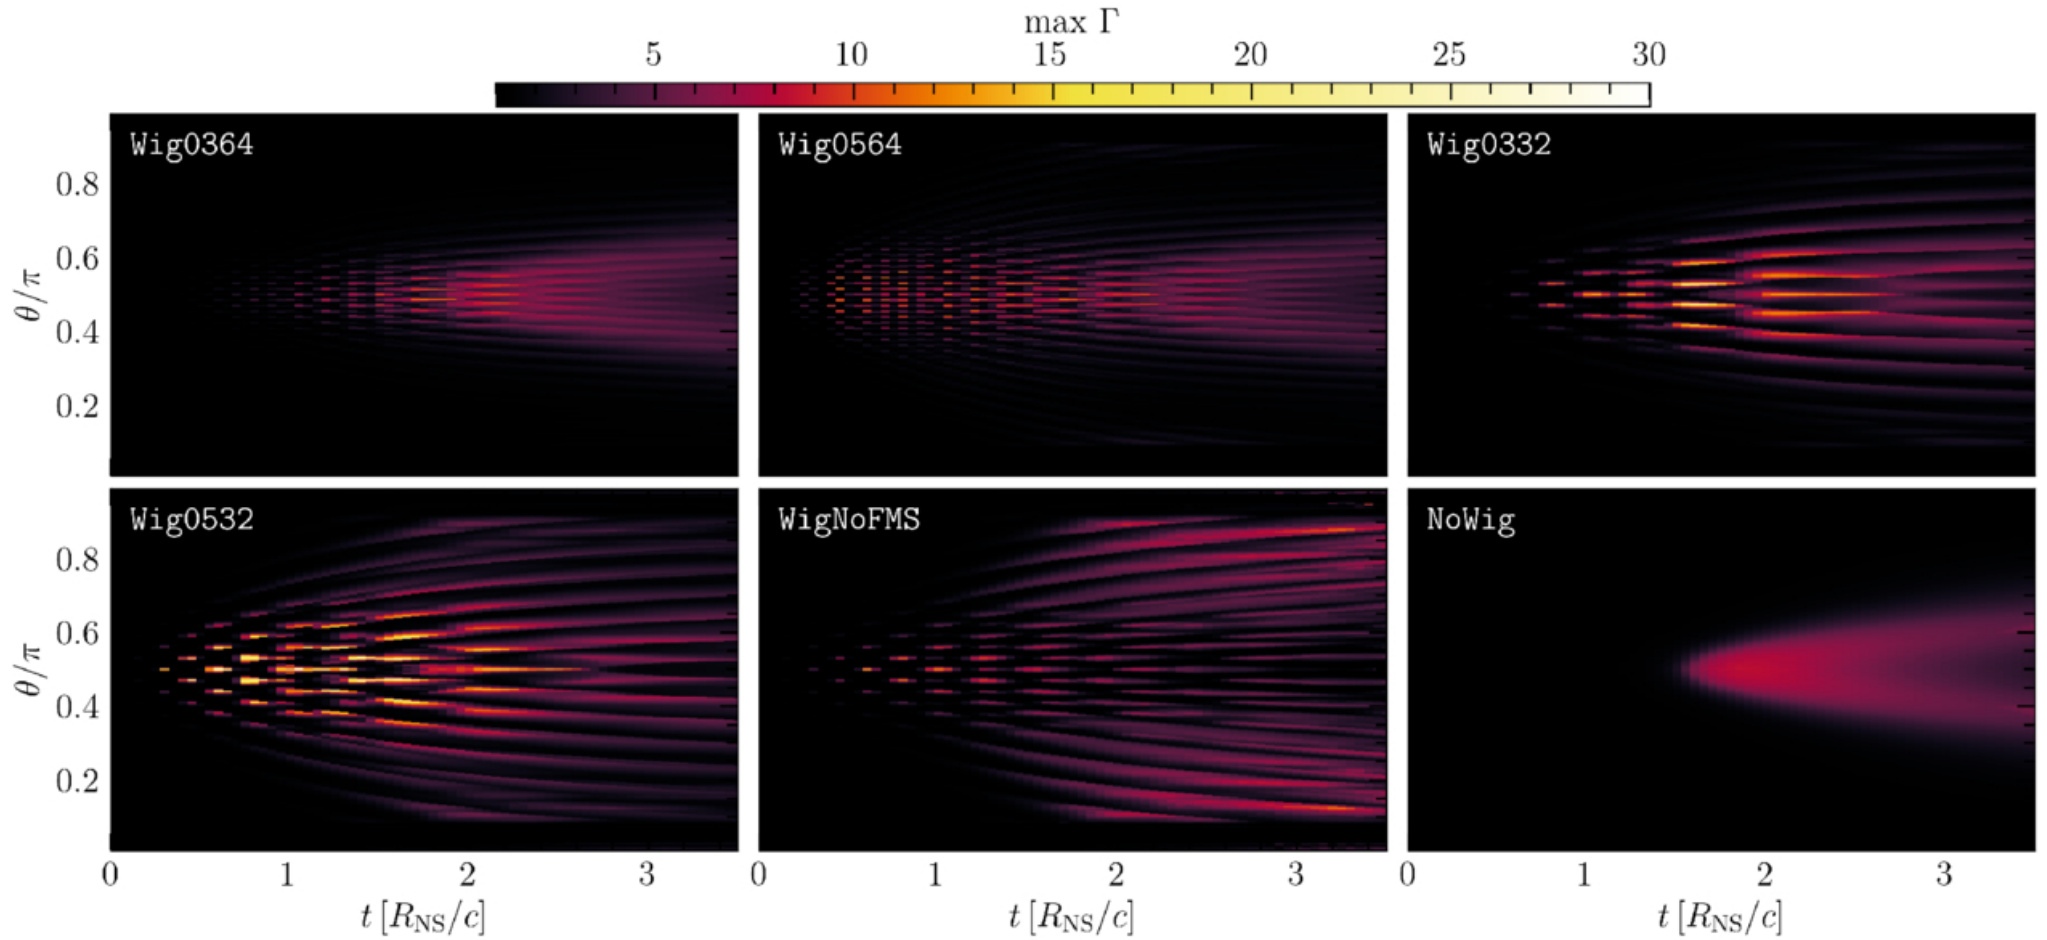 max Γ
5 10 15 20 25 30
Wig0364 Wig0564 Wig0332
0.8
0.6
0.4
0.2
θ/π
Wig0532 WigNoFMS NoWig
0.8
0.6
0.4
0.2
θ/π
0 1 2 3 0 1 2 3 0 1 2 3
t [R_NS/c] t [R_NS/c] t [R_NS/c]